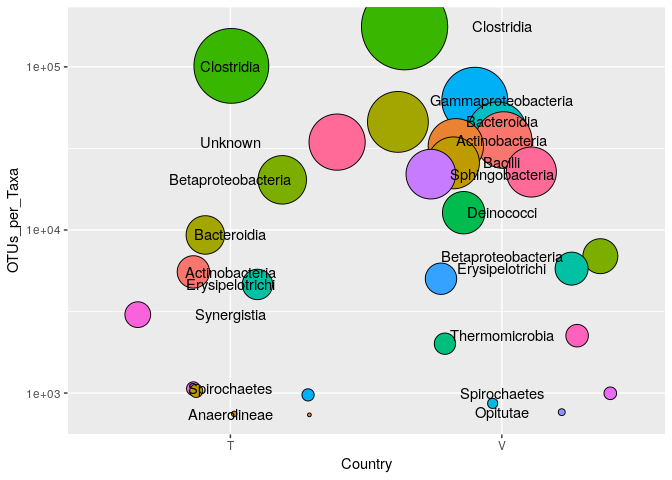 Clostridia
1e+05
Clostridia
Gammaproteobacteria
Bacteroidia
Actinobacteria
Unknown
Bacilli
Sphingobacteria
Betaproteobacteria
Deinococci
1e+04
Bacteroidia
Betaproteobacteria
Erysipelotrichi
Actinobacteria
Erysipelotrichi
Synergistia
Thermomicrobia
1e+03
Spirochaetes
Spirochaetes
Anaerolineae
Opitutae
OTUs_per_Taxa
T
V
Country